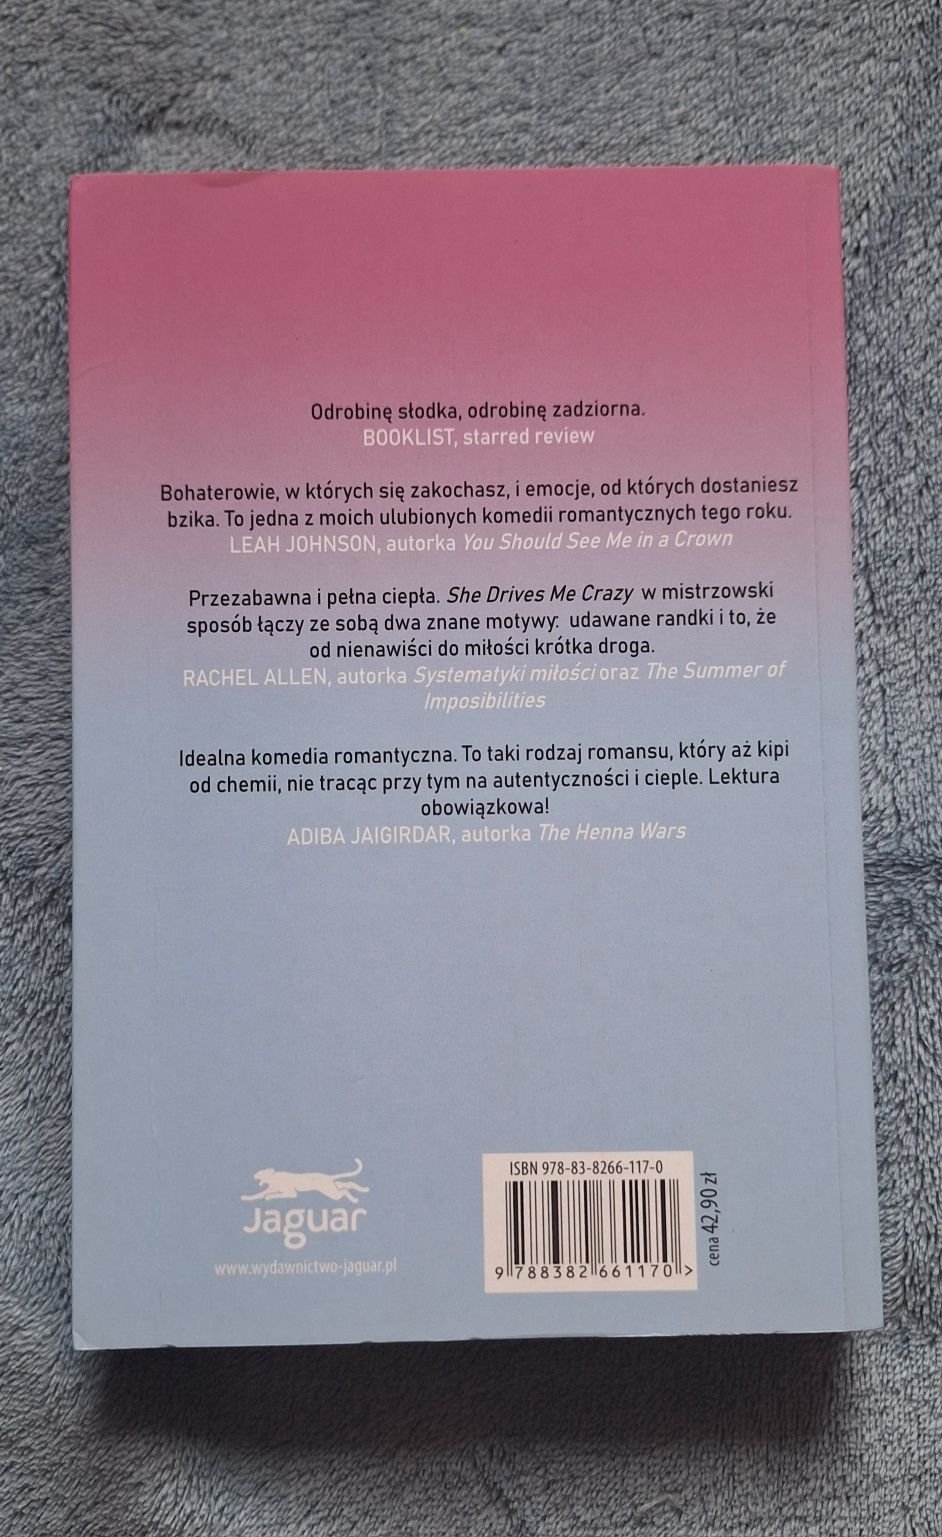 Odrobinę słodka, odrobinę zadziorna.
BOOKLIST, starred review
Bohaterowie, w których się zakochasz, i emocje, od których dostaniesz
bzika. To jedna z moich ulubionych komedii romantycznych tego roku.
LEAH JOHNSON, autorka You Should See Me in a Crown
Przezabawna i pełna ciepła. She Drives Me Crazy w mistrzowski
sposób łączy ze sobą dwa znane motywy: udawane randki i to, że
od nienawiści do miłości krótka droga.
RACHEL ALLEN, autorka Systematyki miłości oraz The Summer of
Imposibilities
Idealna komedia romantyczna. To taki rodzaj romansu, który aż kipi
od chemii, nie tracąc przy tym na autentyczności i cieple. Lektura
obowiązkowa!
ADIBA JAIGIRDAR, autorka The Henna Wars
Jaguar
www.wydawnictwo-jaguar.pl
ISBN 978-83-8266-117-0
9 788382 661170 >
cena 42,90 zł